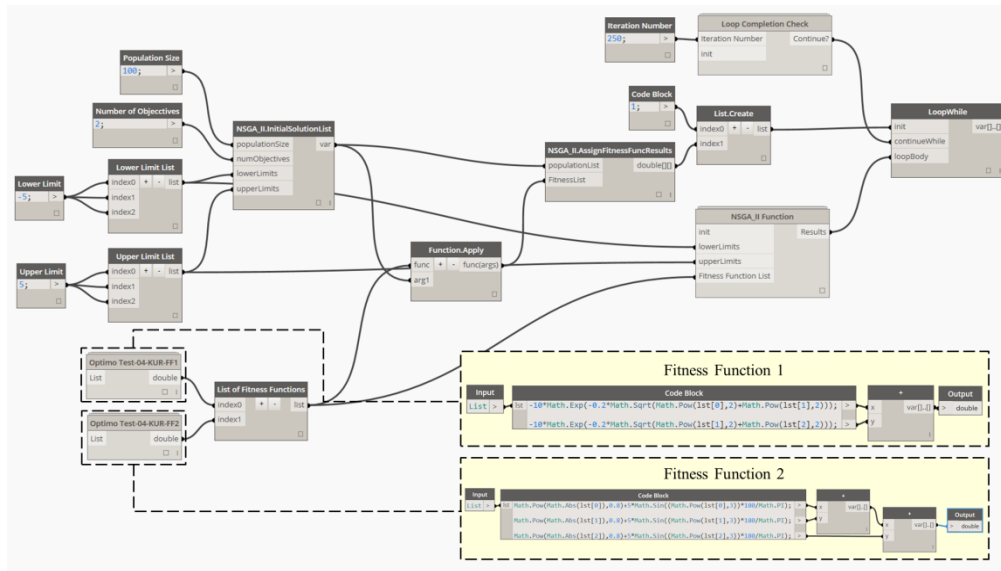 Population Size
100; >
Number of Objecctives
2; >
Lower Limit
-5; >
Lower Limit List
index0 + - list
index1
index2
Upper Limit
5; >
Upper Limit List
index0 + - list
index1
index2
NSGA_II.InitialSolutionList
populationSize var
numObjectives
lowerLimits
upperLimits
Optimo Test-04-KUR-FF1
List double
Optimo Test-04-KUR-FF2
List double
List of Fitness Functions
index0 + - list
index1
Function.Apply
func + - func(args)
arg1
NSGA_II.AssignFitnessFuncResults
populationList double[][]
FitnessList
Iteration Number
250; >
Code Block
1; >
List.Create
index0 + - list
index1
Loop Completion Check
Iteration Number Continue?
init
NSGA_II Function
init Results
lowerLimits
upperLimits
Fitness Function List
LoopWhile
init var[]..[]
continueWhile
loopBody
Fitness Function 1
Input
List >
Code Block
lst -10*Math.Exp(-0.2*Math.Sqrt(Math.Pow(lst[0],2)+Math.Pow(lst[1],2))); >
-10*Math.Exp(-0.2*Math.Sqrt(Math.Pow(lst[1],2)+Math.Pow(lst[2],2))); >
+
x var[]..[]
y
Output
> double
Fitness Function 2
Input
List >
Code Block
lst Math.Pow(Math.Abs(lst[0]),0.8)+5*Math.Sin((Math.Pow(lst[0],3))*180/Math.PI); >
Math.Pow(Math.Abs(lst[1]),0.8)+5*Math.Sin((Math.Pow(lst[1],3))*180/Math.PI); >
Math.Pow(Math.Abs(lst[2]),0.8)+5*Math.Sin((Math.Pow(lst[2],3))*180/Math.PI); >
+
x var[]..[]
y
+
x var[]..[]
y
Output
> double